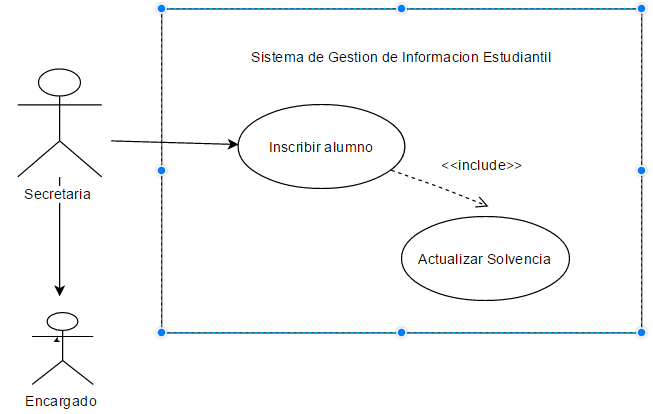 Sistema de Gestion de Informacion Estudiantil
Inscribir alumno
<<include>>
Secretaria
Actualizar Solvencia
Encargado